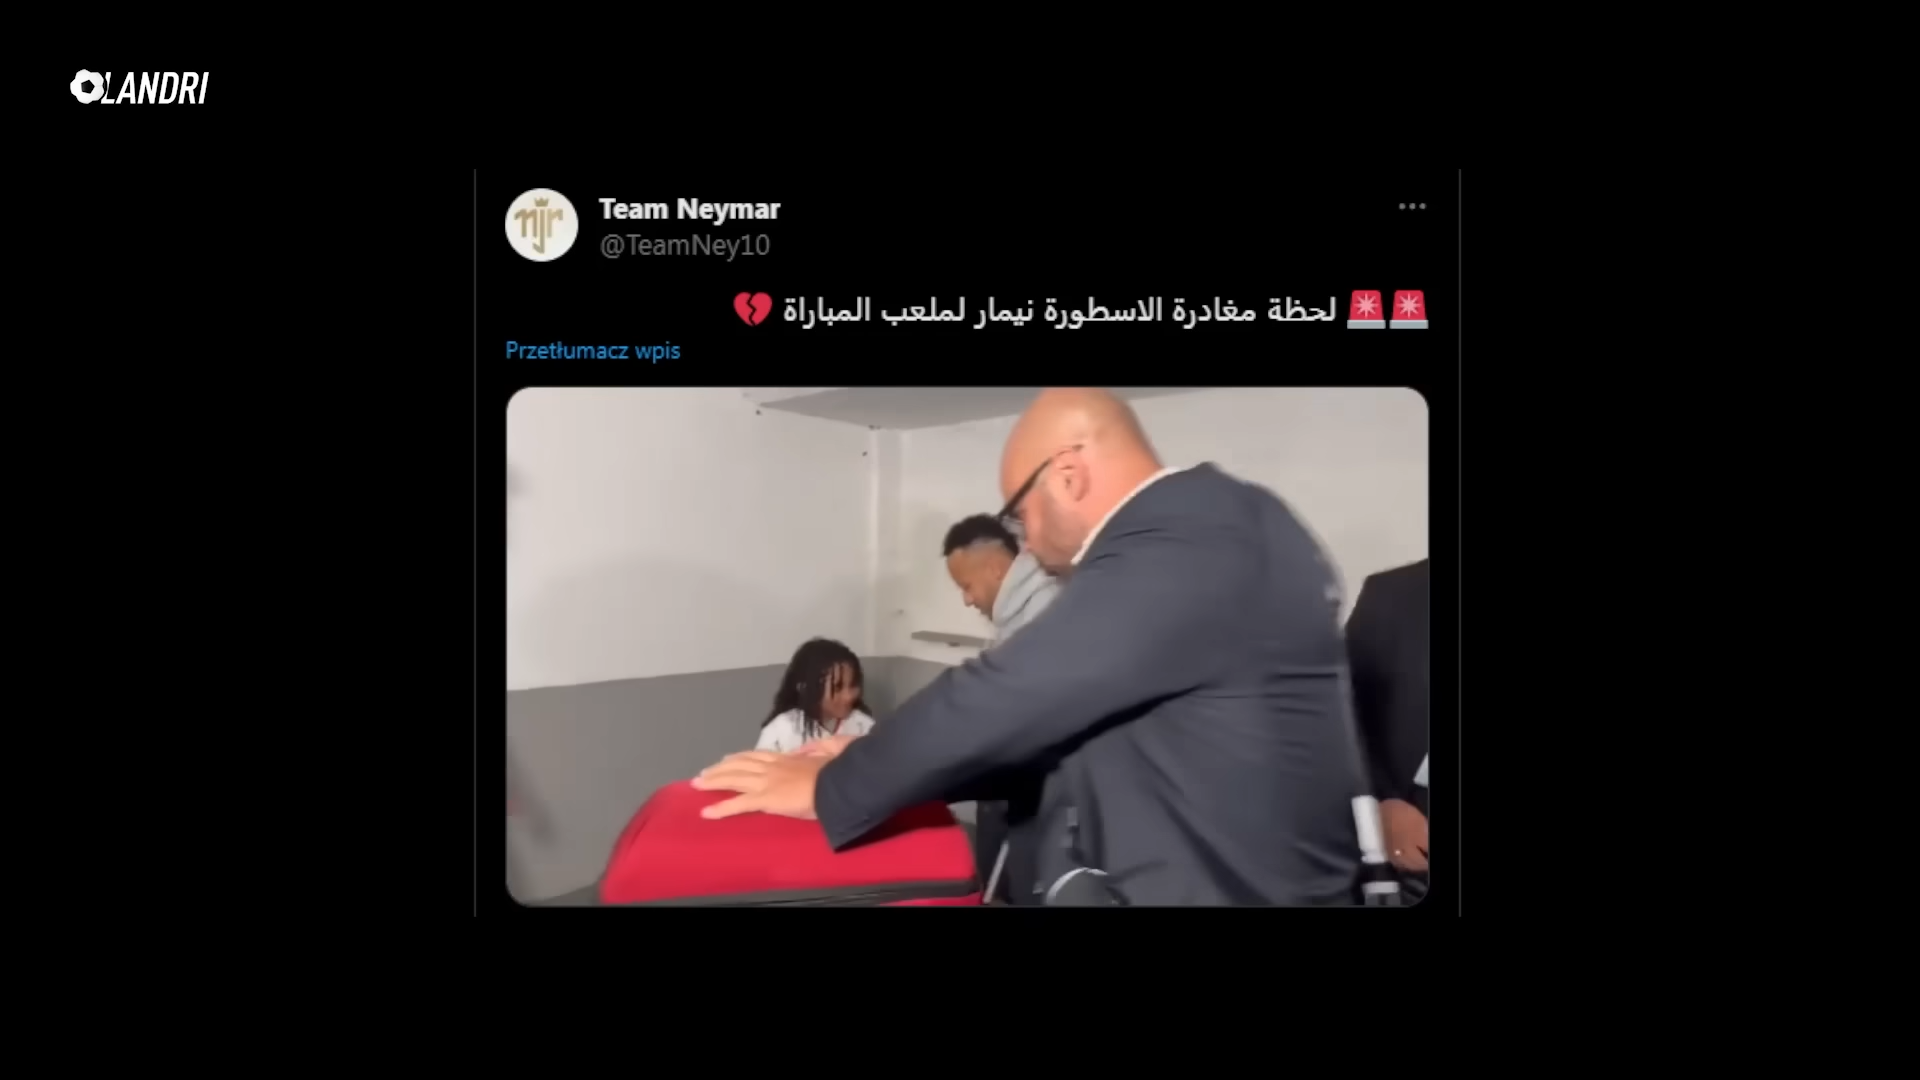 LANDRI
Team Neymar
@TeamNey10
🚨🚨 لحظة مغادرة الاسطورة نيمار لملعب المباراة 💔
Przetłumacz wpis